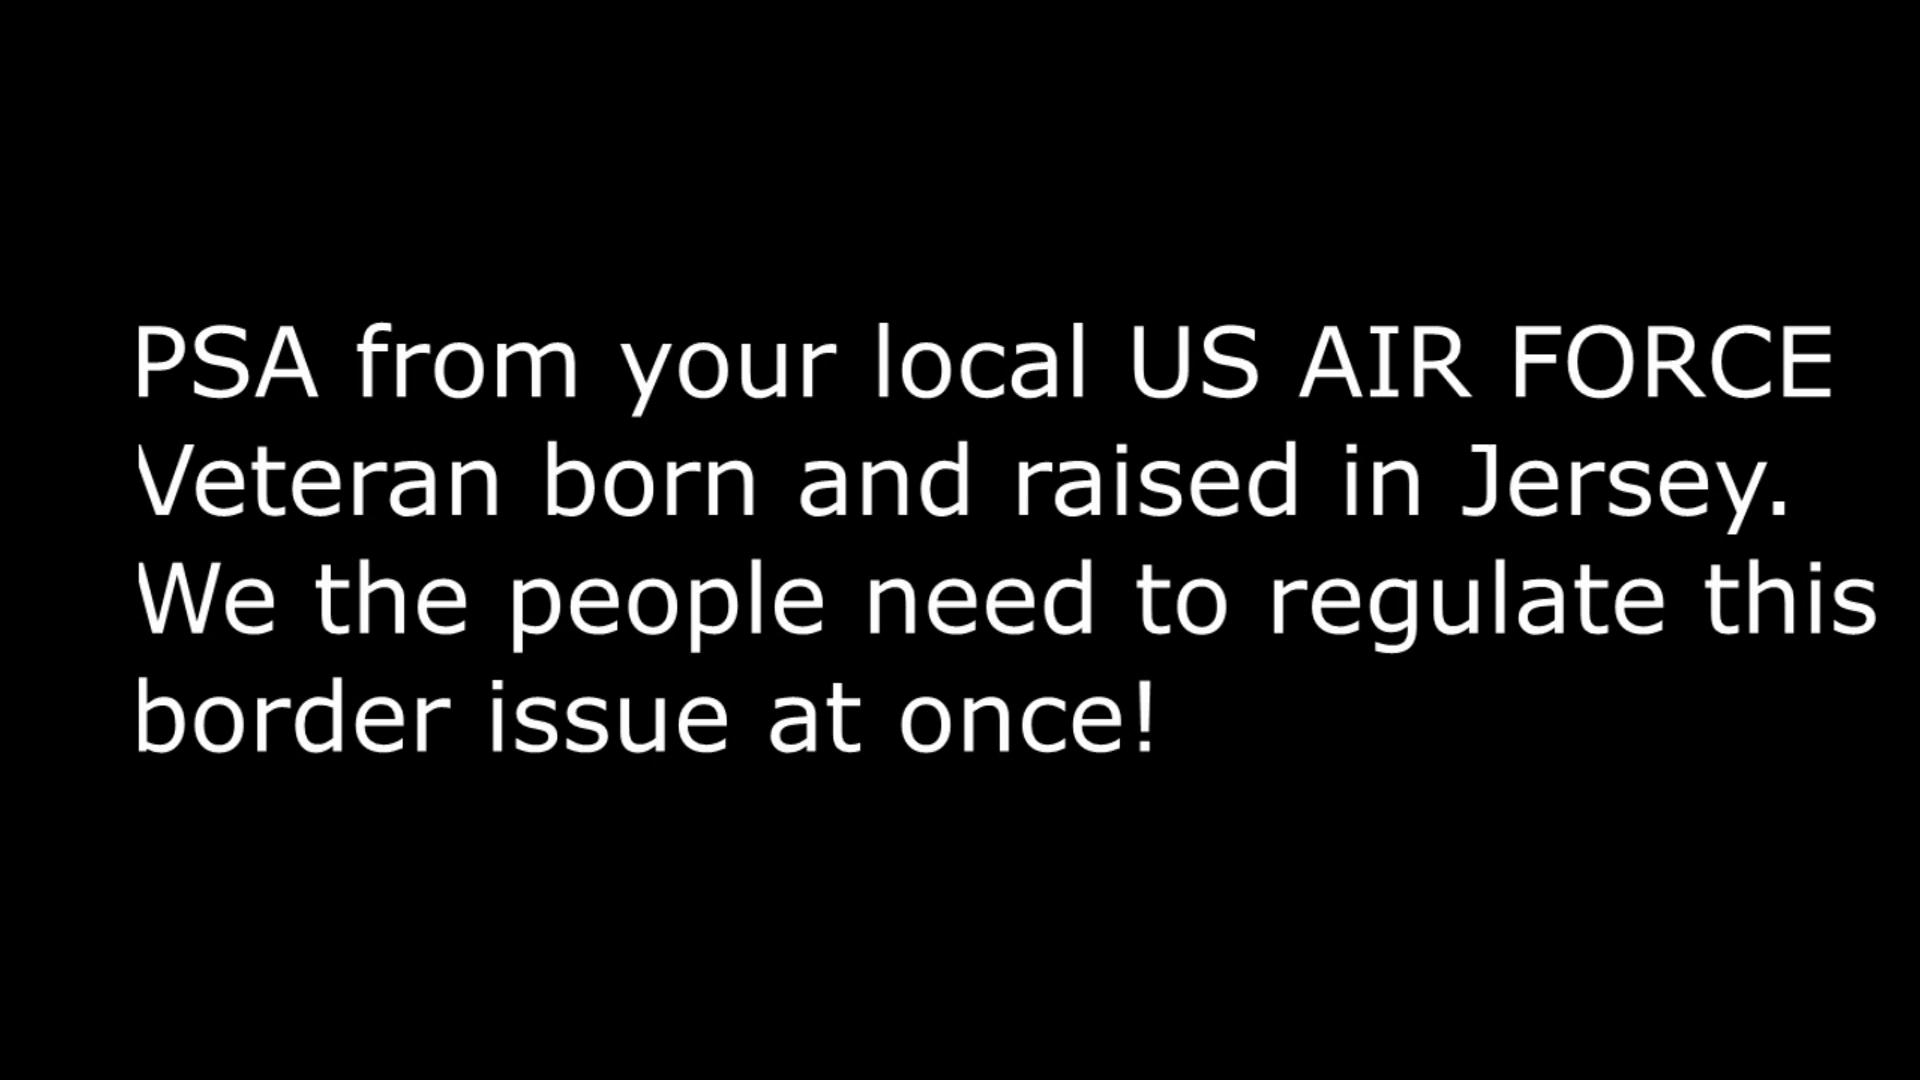 PSA from your local US AIR FORCE
Veteran born and raised in Jersey.
We the people need to regulate this
border issue at once!